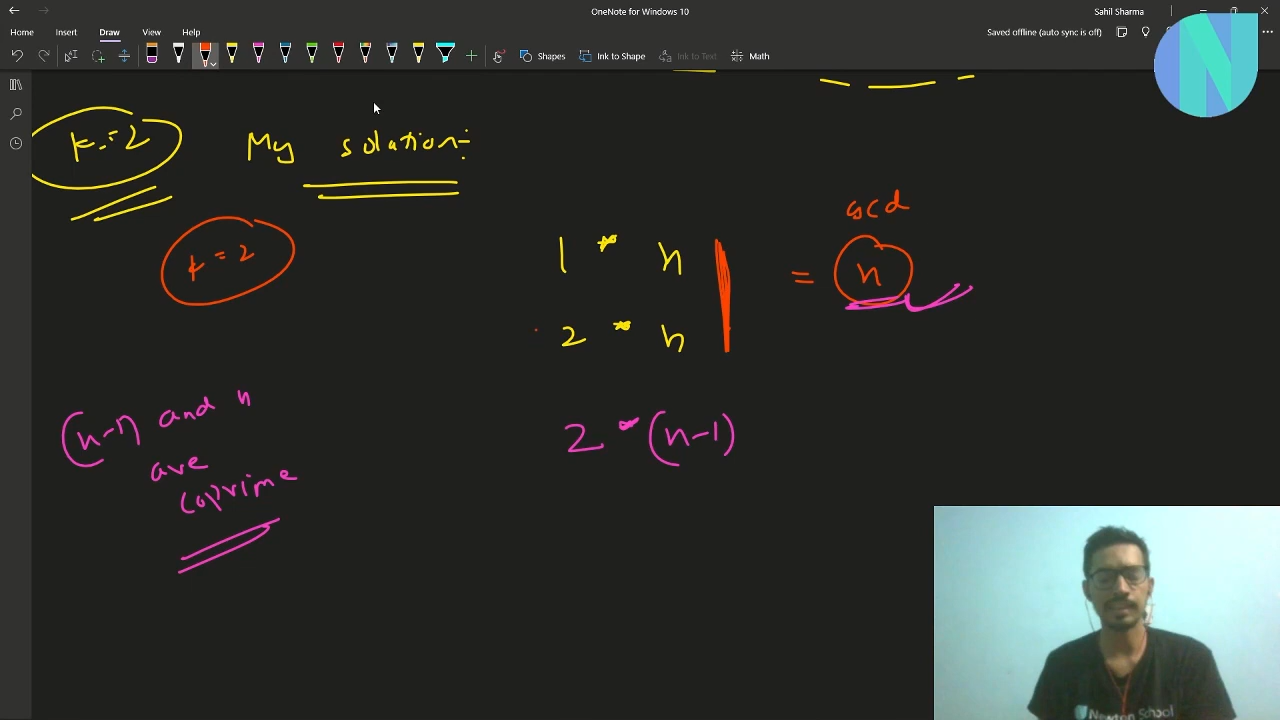 OneNote for Windows 10
Sahil Sharma
Home Insert Draw View Help
Saved offline (auto sync is off)
Shapes Ink to Shape Ink to Text Math
k = 2 My solution:
k = 2
gcd
1 * n
= n
2 * n
(n-1) and n
are
coprime
2 * (n-1)
Newton School